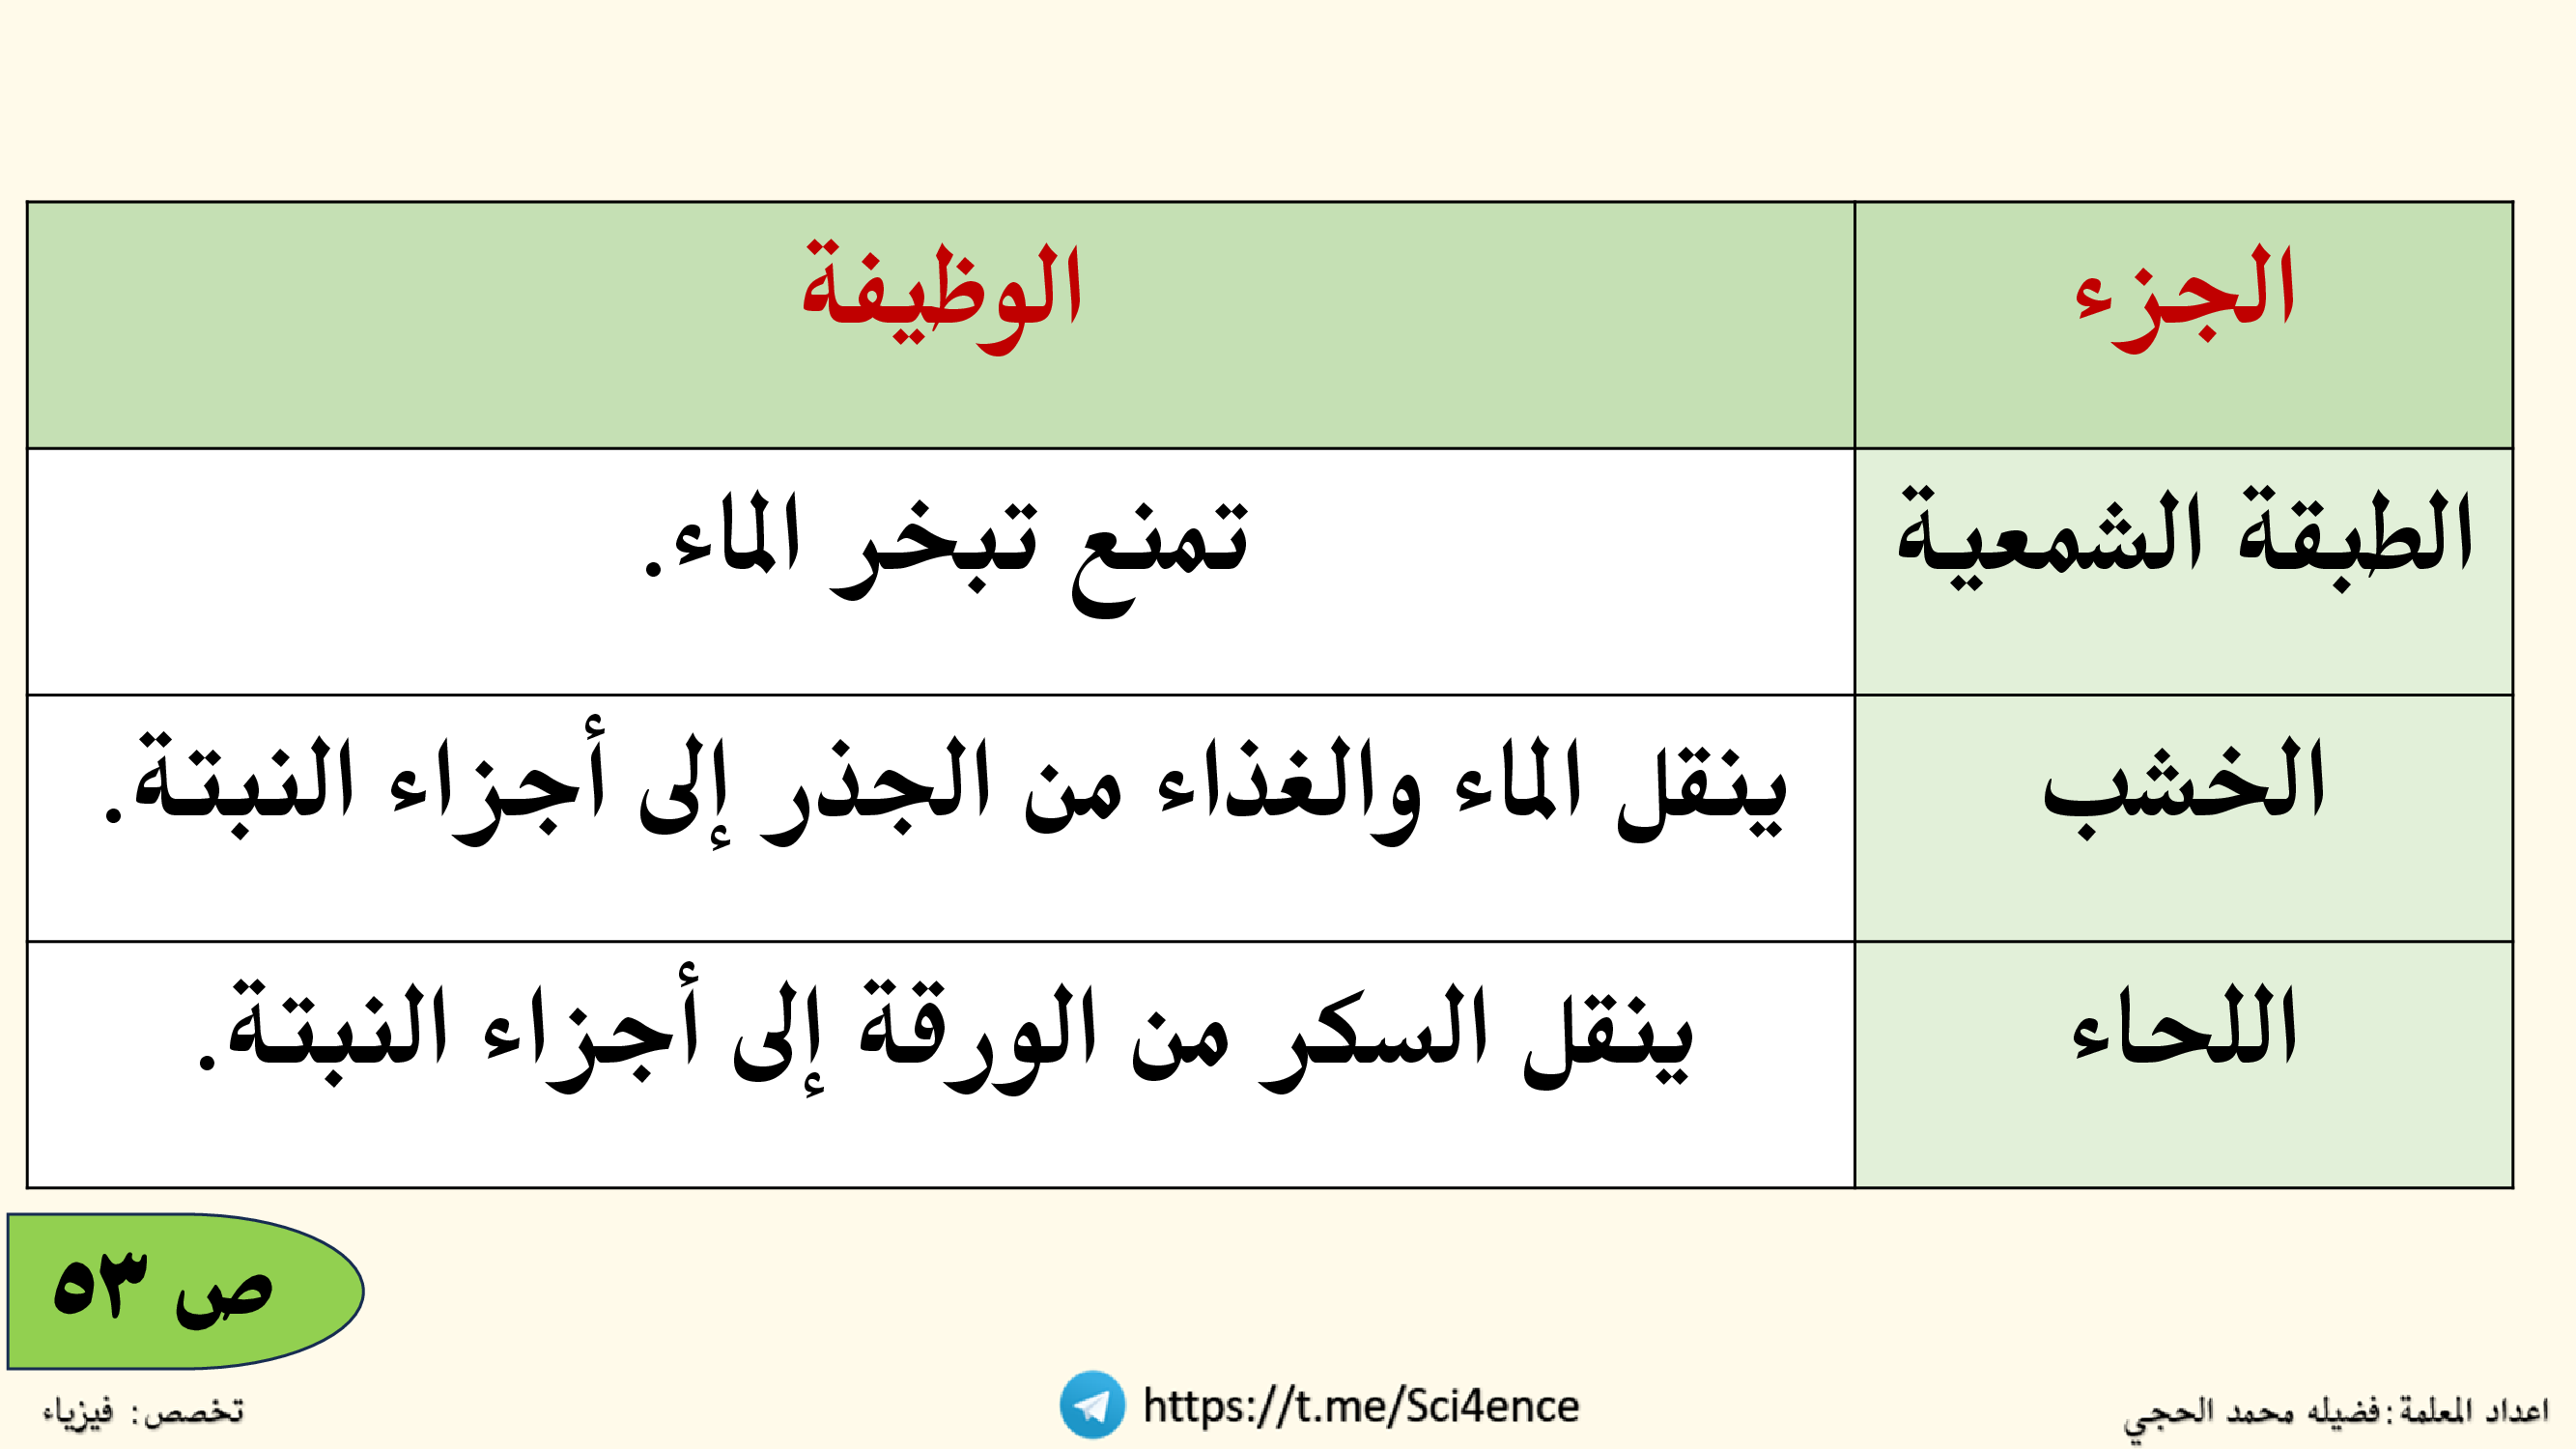 الجزء الوظيفة
الطبقة الشمعية تمنع تبخر الماء.
الخشب ينقل الماء والغذاء من الجذر إلى أجزاء النبتة.
اللحاء ينقل السكر من الورقة إلى أجزاء النبتة.
ص ٥٣
اعداد المعلمة:فضيله محمد الحجي
https://t.me/Sci4ence
تخصص: فيزياء